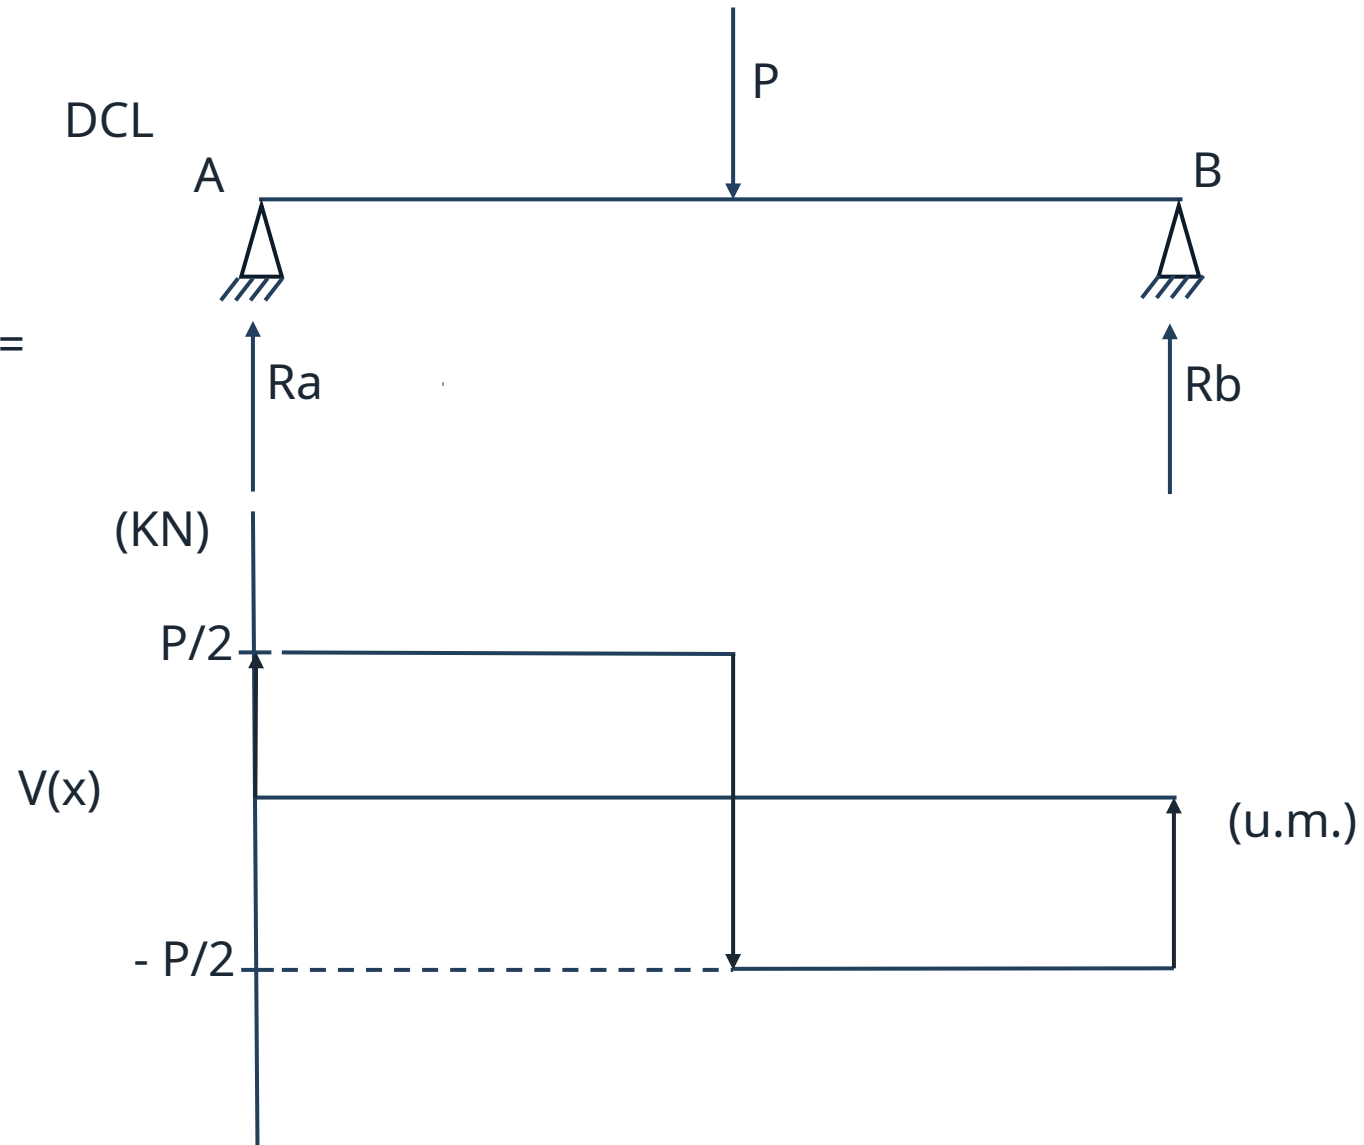 P
DCL
A
B
=
Ra
Rb
(KN)
P/2
V(x)
(u.m.)
- P/2